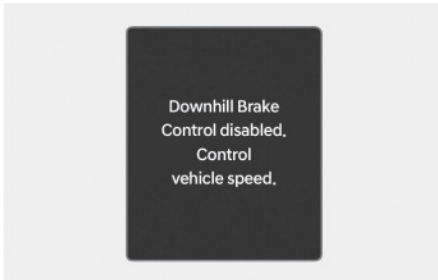 Downhill Brake
Control disabled.
Control
vehicle speed.